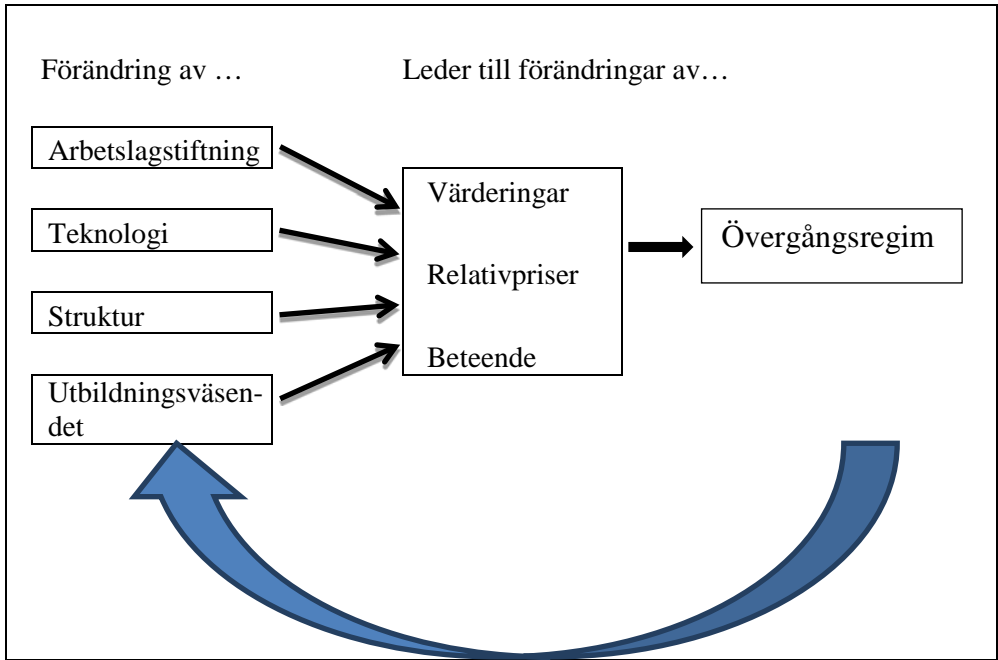 Förändring av …
Leder till förändringar av…
Arbetslagstiftning
Teknologi
Struktur
Utbildningsväsen-
det
Värderingar
Relativpriser
Beteende
Övergångsregim